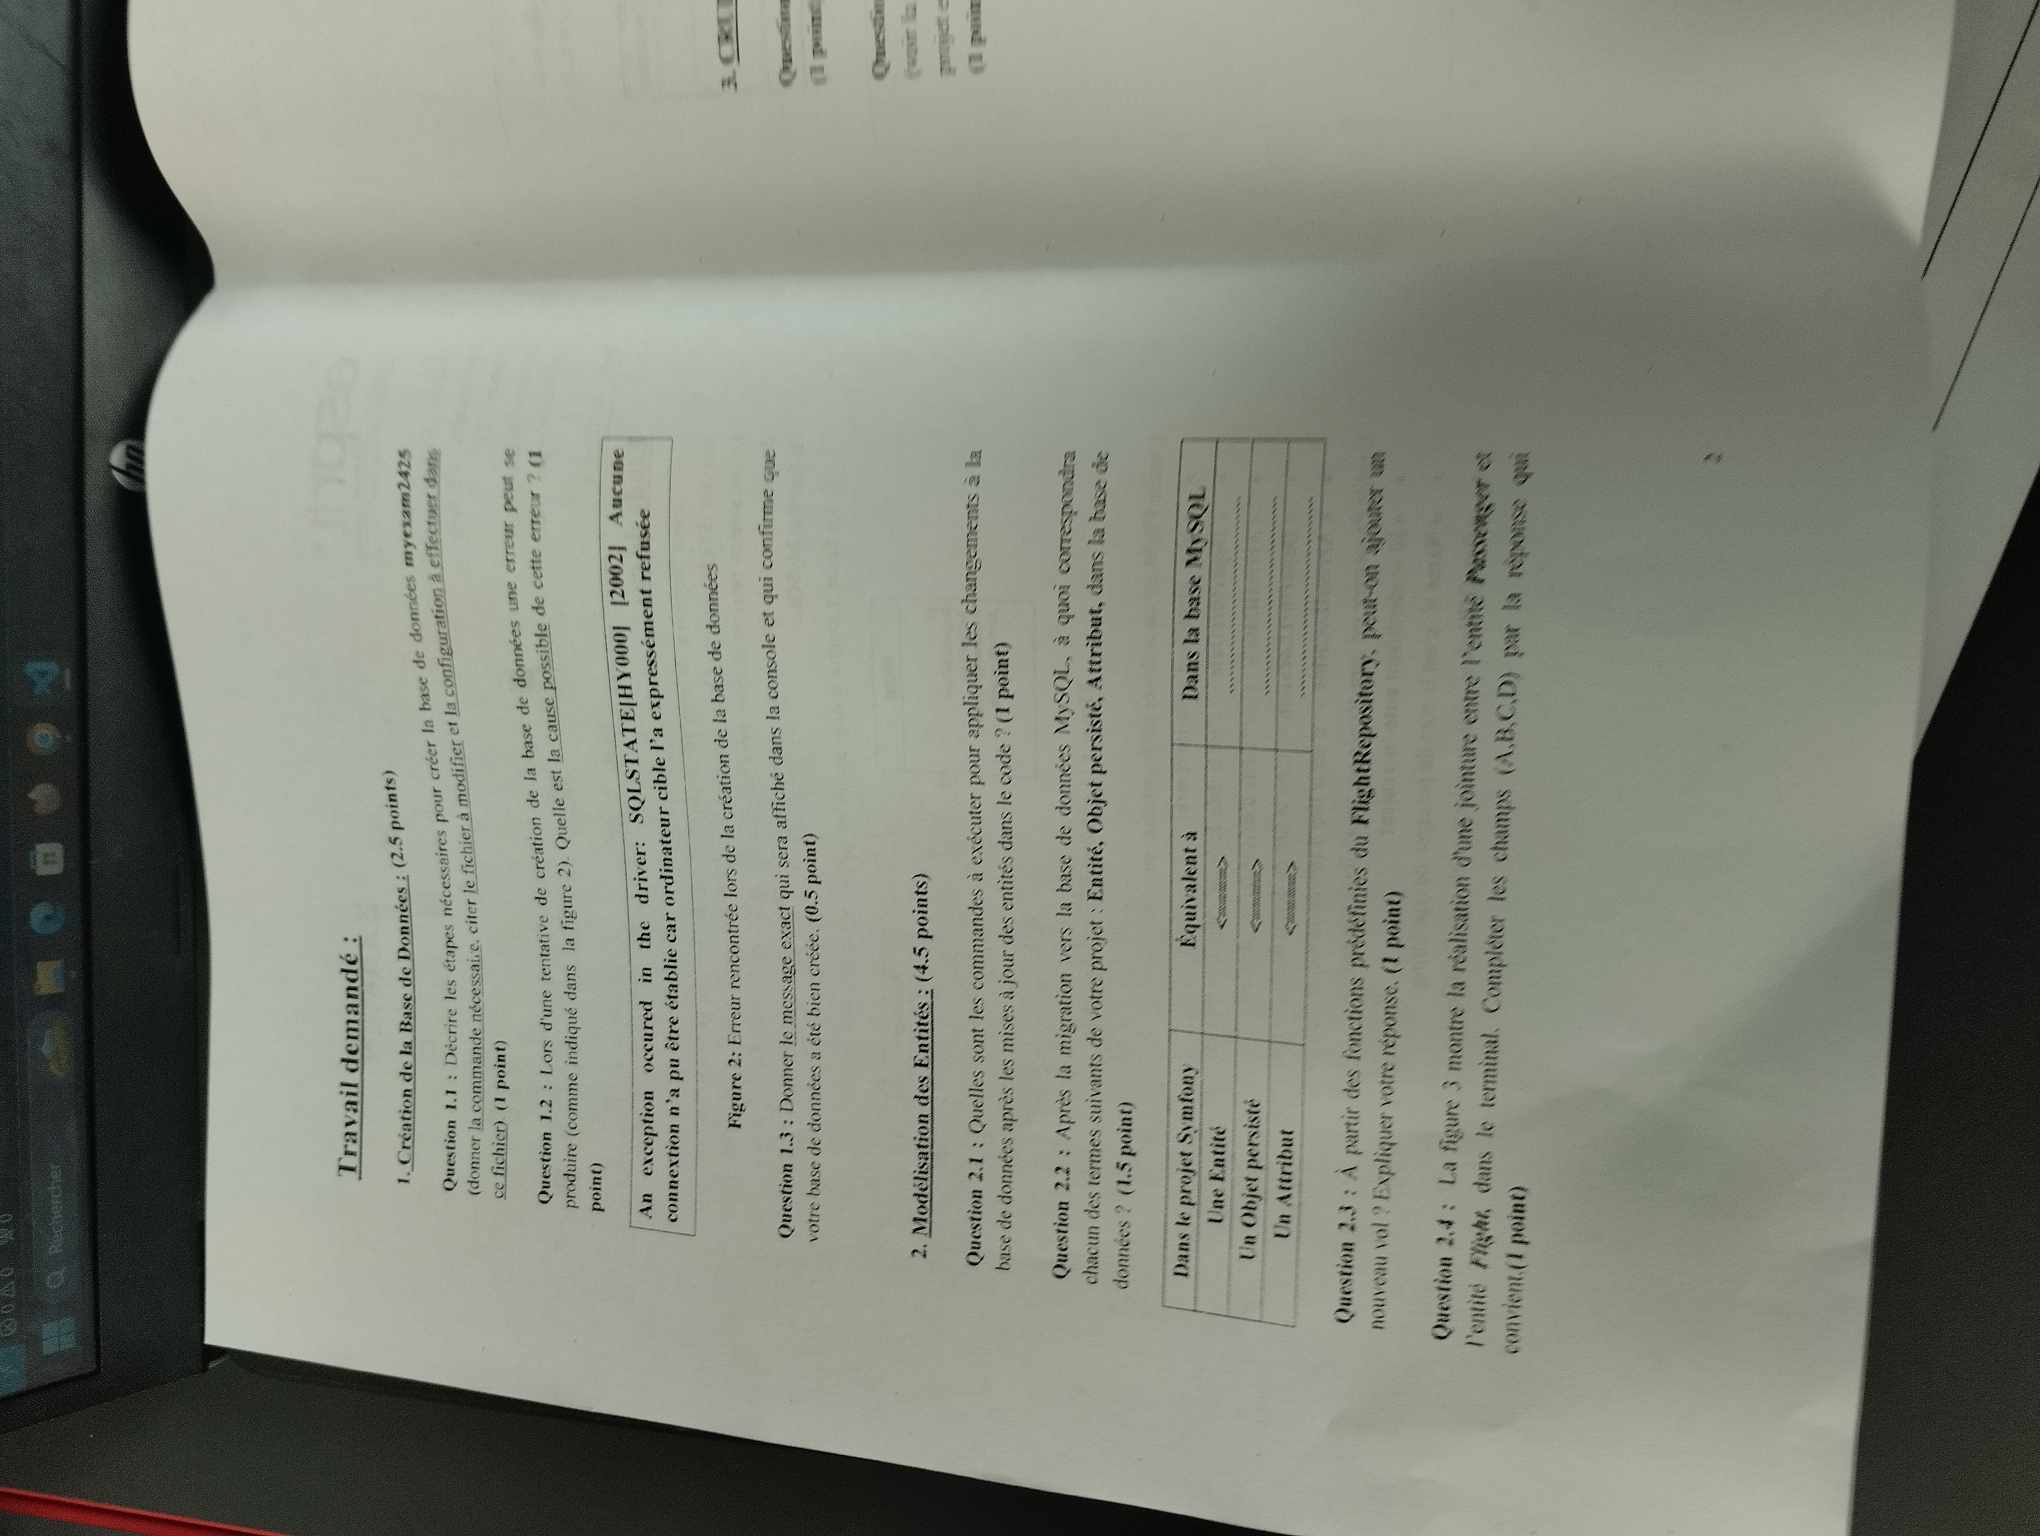 Rechercher
hp
Travail demandé :
1. Création de la Base de Données : (2.5 points)
Question 1.1 : Décrire les étapes nécessaires pour créer la base de données myexam2425
(donner la commande nécessaire, citer le fichier à modifier et la configuration à effectuer dans
ce fichier) (1 point)
Question 1.2 : Lors d'une tentative de création de la base de données une erreur peut se
produire (comme indiqué dans la figure 2). Quelle est la cause possible de cette erreur ? (1
point)
An exception occured in the driver: SQLSTATE[HY000] [2002] Aucune
connextion n'a pu être établie car ordinateur cible l'a expressément refusée
Figure 2: Erreur rencontrée lors de la création de la base de données
Question 1.3 : Donner le message exact qui sera affiché dans la console et qui confirme que
votre base de données a été bien créée. (0.5 point)
2. Modélisation des Entités : (4.5 points)
Question 2.1 : Quelles sont les commandes à exécuter pour appliquer les changements à la
base de données après les mises à jour des entités dans le code ? (1 point)
Question 2.2 : Après la migration vers la base de données MySQL, à quoi correspondra
chacun des termes suivants de votre projet : Entité, Objet persisté, Attribut, dans la base de
données ? (1.5 point)
Dans le projet Symfony Équivalent à Dans la base MySQL
Une Entité <=====> ..............................
Un Objet persisté <=====> ..............................
Un Attribut <=====> ..............................
Question 2.3 : À partir des fonctions prédéfinies du FlightRepository, peut-on ajouter un
nouveau vol ? Expliquer votre réponse. (1 point)
Question 2.4 : La figure 3 montre la réalisation d'une jointure entre l'entité Passenger et
l'entité Flight, dans le terminal. Compléter les champs (A,B,C,D) par la réponse qui
convient.(1 point)
2
3. CRU
Question
(1 point
Questio
(voir la
projet e
(1 poin